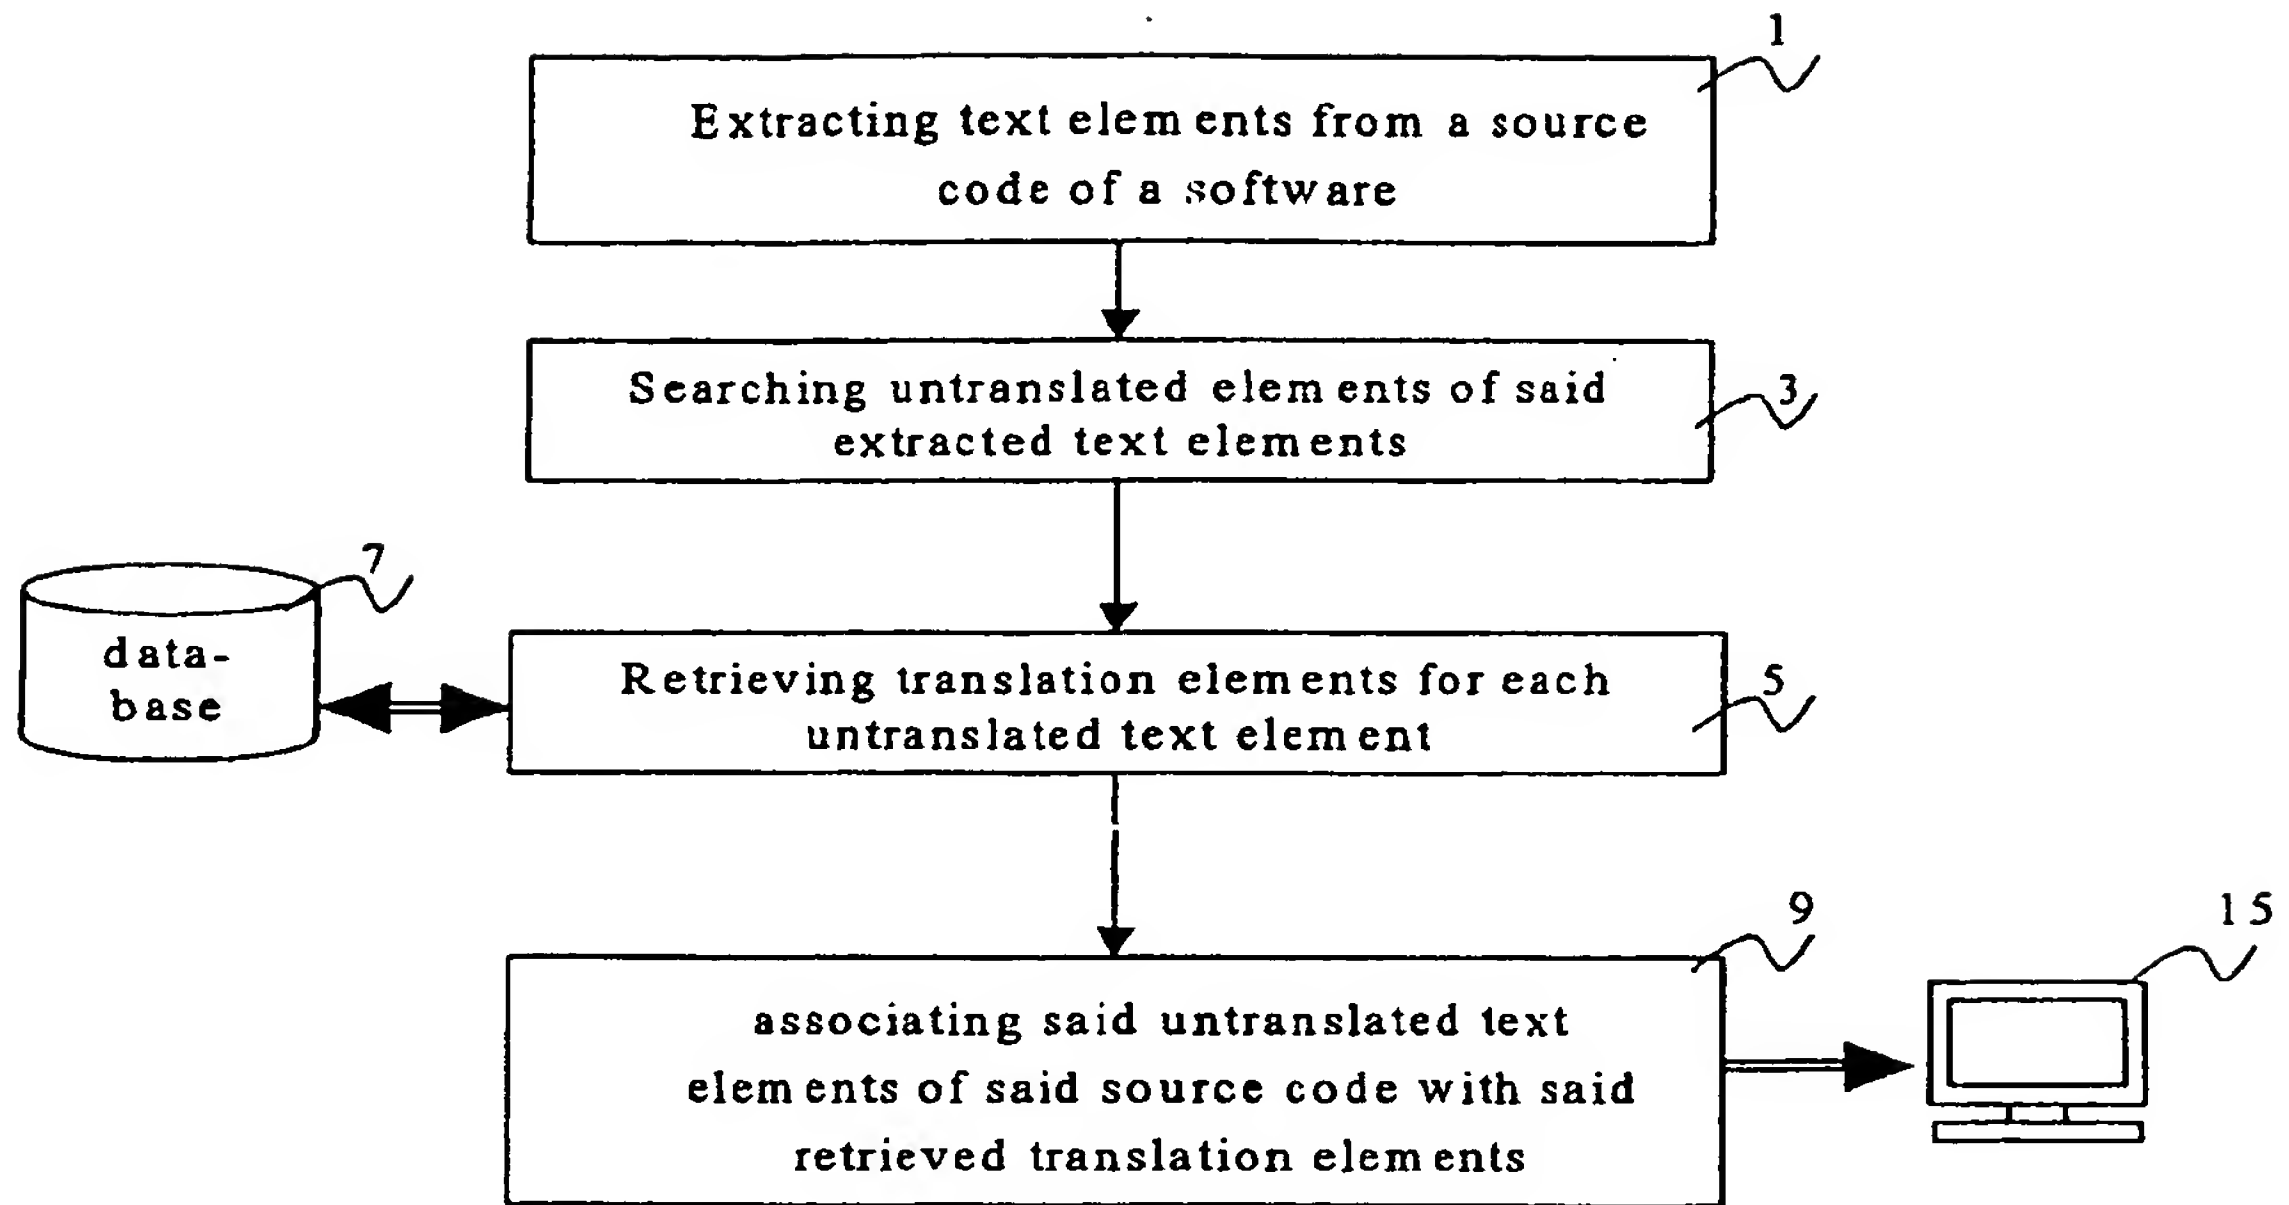 1
Extracting text elements from a source
code of a software
Searching untranslated elements of said
extracted text elements
3
7
data-
base
Retrieving translation elements for each
untranslated text element
5
9
15
associating said untranslated text
elements of said source code with said
retrieved translation elements